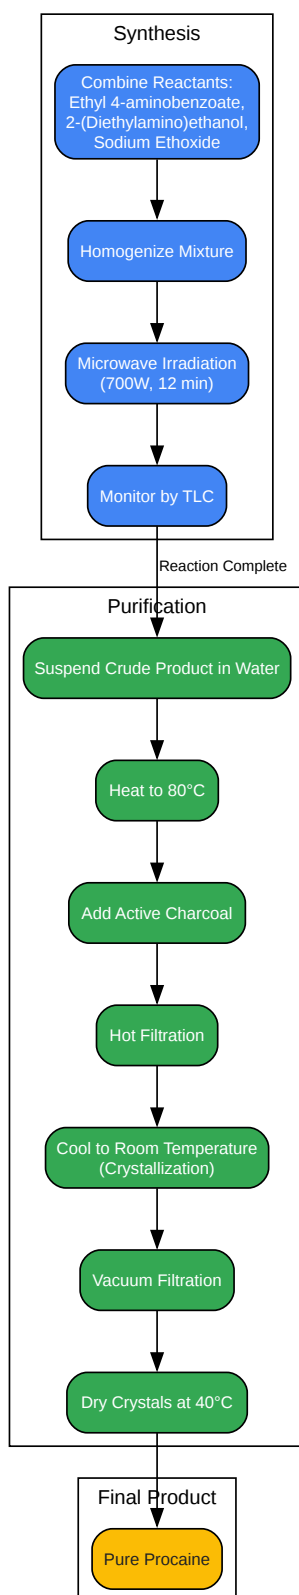 Synthesis
Combine Reactants:
Ethyl 4-aminobenzoate,
2-(Diethylamino)ethanol,
Sodium Ethoxide
Homogenize Mixture
Microwave Irradiation
(700W, 12 min)
Monitor by TLC
Reaction Complete
Purification
Suspend Crude Product in Water
Heat to 80°C
Add Active Charcoal
Hot Filtration
Cool to Room Temperature
(Crystallization)
Vacuum Filtration
Dry Crystals at 40°C
Final Product
Pure Procaine